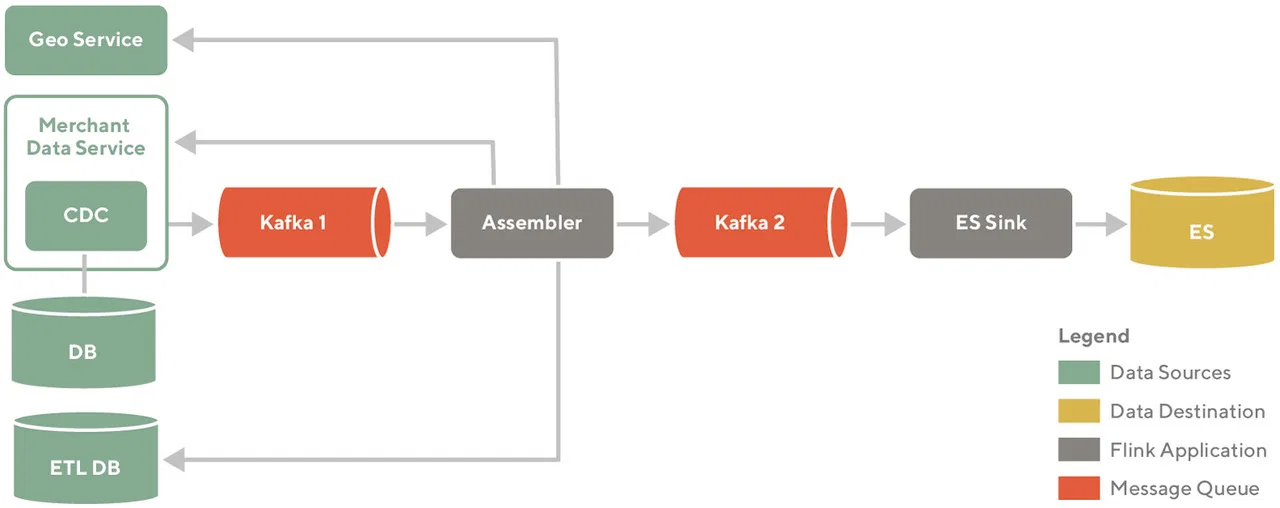 Geo Service
Merchant
Data Service
CDC
Kafka 1
Assembler
Kafka 2
ES Sink
ES
DB
ETL DB
Legend
Data Sources
Data Destination
Flink Application
Message Queue